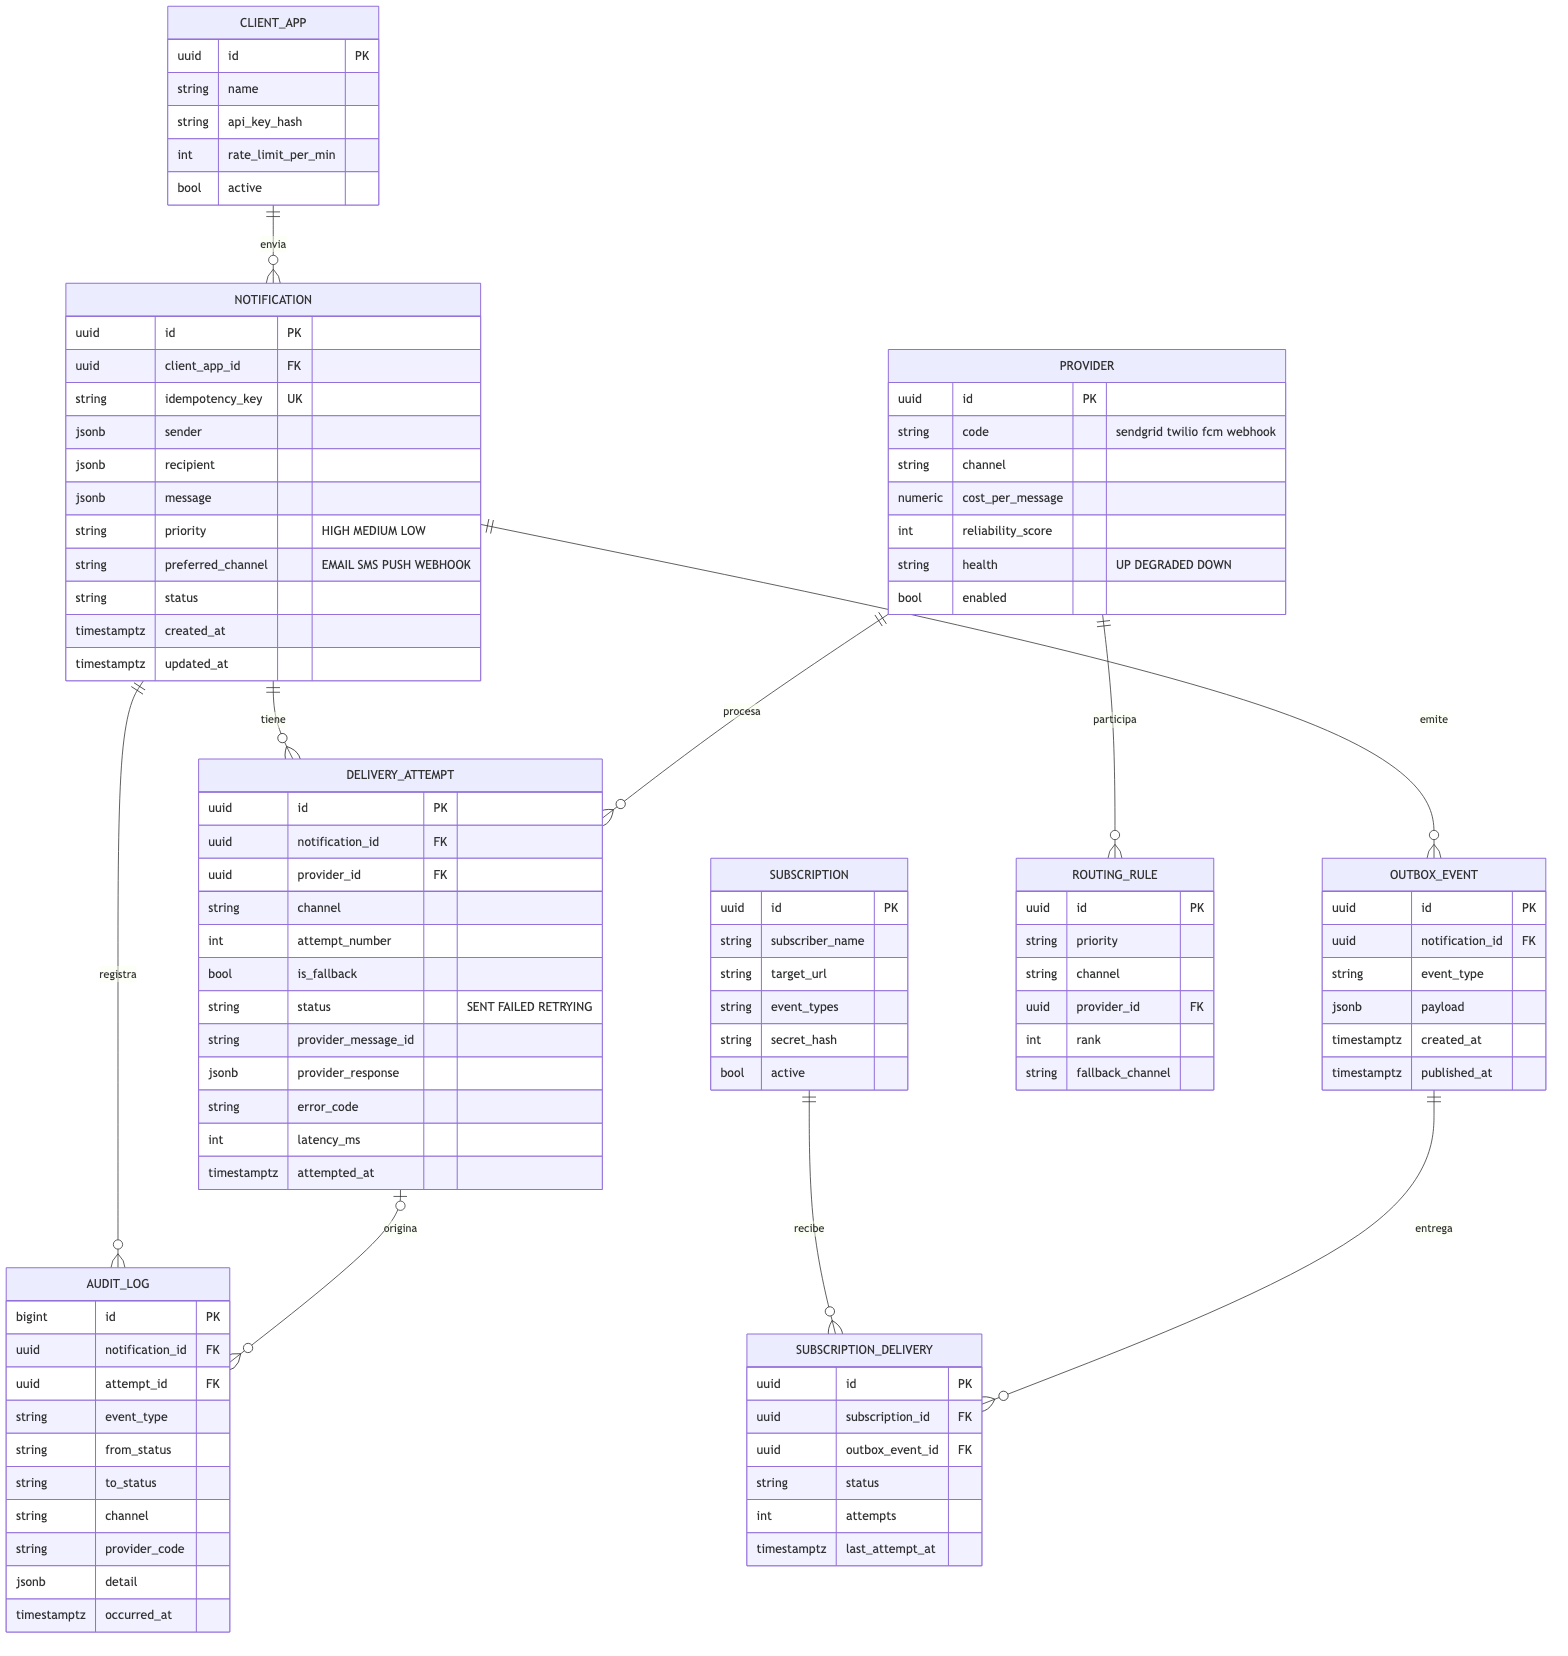 CLIENT_APP
uuid id PK
string name
string api_key_hash
int rate_limit_per_min
bool active
envia
NOTIFICATION
uuid id PK
uuid client_app_id FK
string idempotency_key UK
jsonb sender
jsonb recipient
jsonb message
string priority HIGH MEDIUM LOW
string preferred_channel EMAIL SMS PUSH WEBHOOK
string status
timestamptz created_at
timestamptz updated_at
PROVIDER
uuid id PK
string code sendgrid twilio fcm webhook
string channel
numeric cost_per_message
int reliability_score
string health UP DEGRADED DOWN
bool enabled
tiene
procesa
participa
emite
registra
DELIVERY_ATTEMPT
uuid id PK
uuid notification_id FK
uuid provider_id FK
string channel
int attempt_number
bool is_fallback
string status SENT FAILED RETRYING
string provider_message_id
jsonb provider_response
string error_code
int latency_ms
timestamptz attempted_at
SUBSCRIPTION
uuid id PK
string subscriber_name
string target_url
string event_types
string secret_hash
bool active
ROUTING_RULE
uuid id PK
string priority
string channel
uuid provider_id FK
int rank
string fallback_channel
OUTBOX_EVENT
uuid id PK
uuid notification_id FK
string event_type
jsonb payload
timestamptz created_at
timestamptz published_at
origina
recibe
entrega
AUDIT_LOG
bigint id PK
uuid notification_id FK
uuid attempt_id FK
string event_type
string from_status
string to_status
string channel
string provider_code
jsonb detail
timestamptz occurred_at
SUBSCRIPTION_DELIVERY
uuid id PK
uuid subscription_id FK
uuid outbox_event_id FK
string status
int attempts
timestamptz last_attempt_at